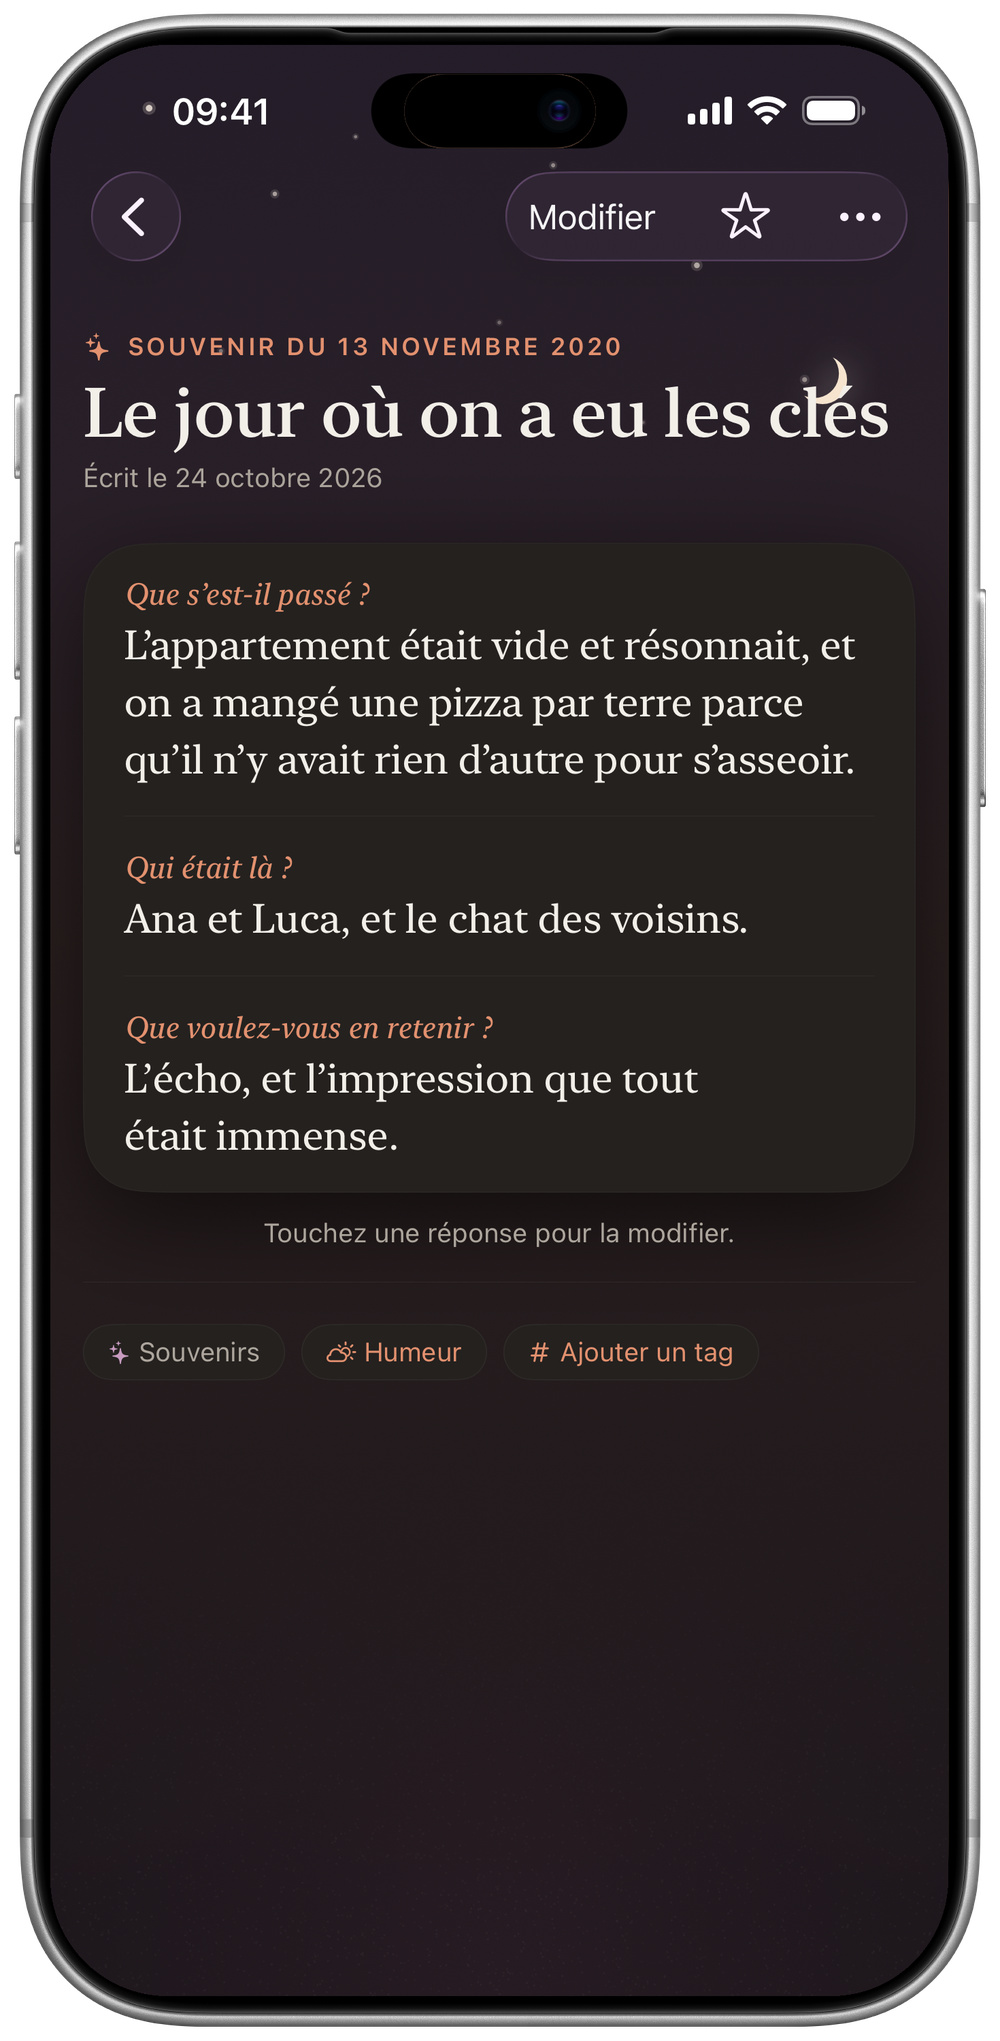 09:41
Modifier
SOUVENIR DU 13 NOVEMBRE 2020
Le jour où on a eu les clés
Écrit le 24 octobre 2026
Que s’est-il passé ?
L’appartement était vide et résonnait, et
on a mangé une pizza par terre parce
qu’il n’y avait rien d’autre pour s’asseoir.
Qui était là ?
Ana et Luca, et le chat des voisins.
Que voulez-vous en retenir ?
L’écho, et l’impression que tout
était immense.
Touchez une réponse pour la modifier.
Souvenirs
Humeur
# Ajouter un tag